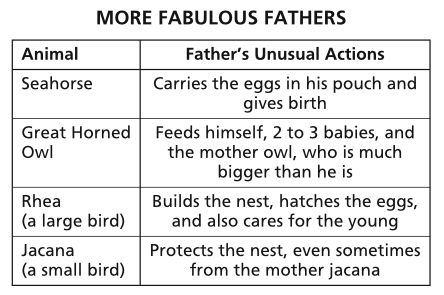 MORE FABULOUS FATHERS
Animal
Father's Unusual Actions
Seahorse
Carries the eggs in his pouch and
gives birth
Great Horned
Owl
Feeds himself, 2 to 3 babies, and
the mother owl, who is much
bigger than he is
Rhea
(a large bird)
Builds the nest, hatches the eggs,
and also cares for the young
Jacana
(a small bird)
Protects the nest, even sometimes
from the mother jacana